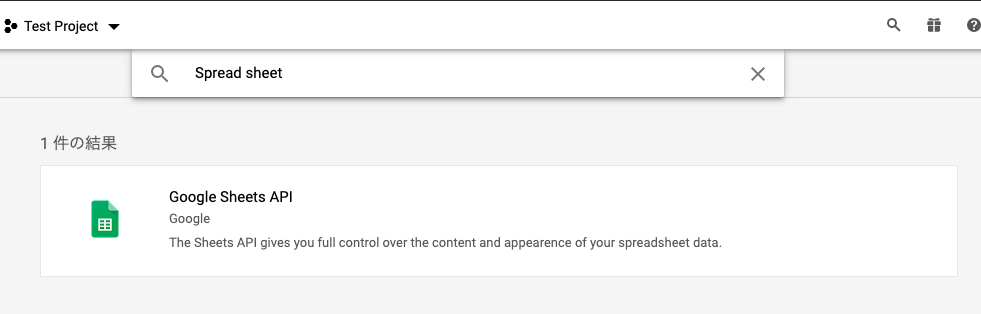 Test Project
Spread sheet
1 件の結果
Google Sheets API
Google
The Sheets API gives you full control over the content and appearence of your spreadsheet data.